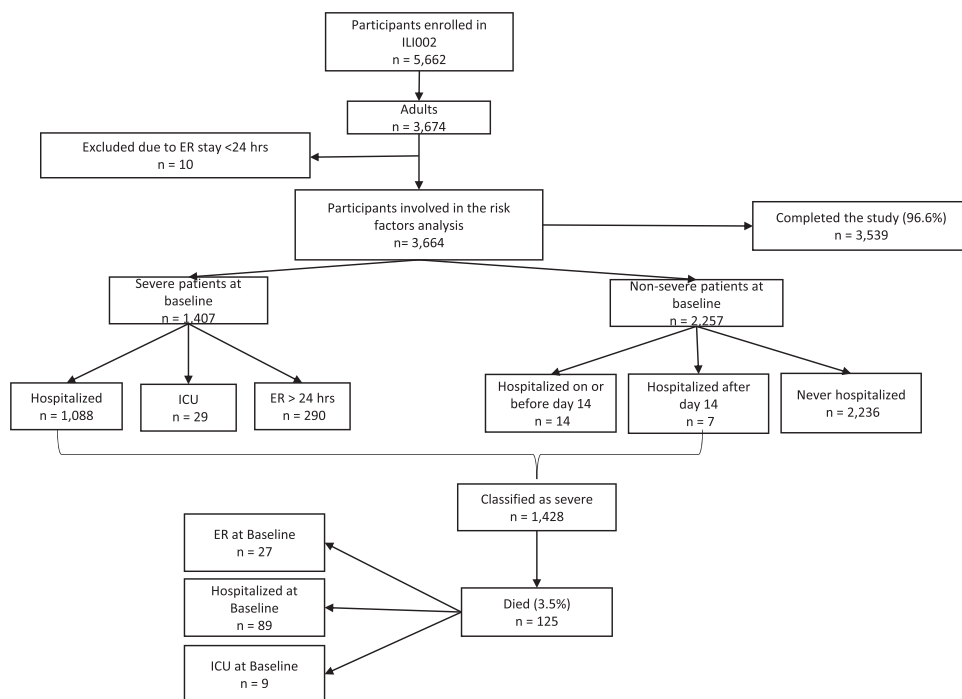 Participants enrolled in
ILI002
n = 5,662
Adults
n = 3,674
Excluded due to ER stay <24 hrs
n = 10
Participants involved in the risk
factors analysis
n = 3,664
Completed the study (96.6%)
n = 3,539
Severe patients at
baseline
n = 1,407
Non-severe patients at
baseline
n = 2,257
Hospitalized
n = 1,088
ICU
n = 29
ER > 24 hrs
n = 290
Hospitalized on or
before day 14
n = 14
Hospitalized after
day 14
n = 7
Never hospitalized
n = 2,236
Classified as severe
n = 1,428
ER at Baseline
n = 27
Hospitalized at
Baseline
n = 89
Died (3.5%)
n = 125
ICU at Baseline
n = 9